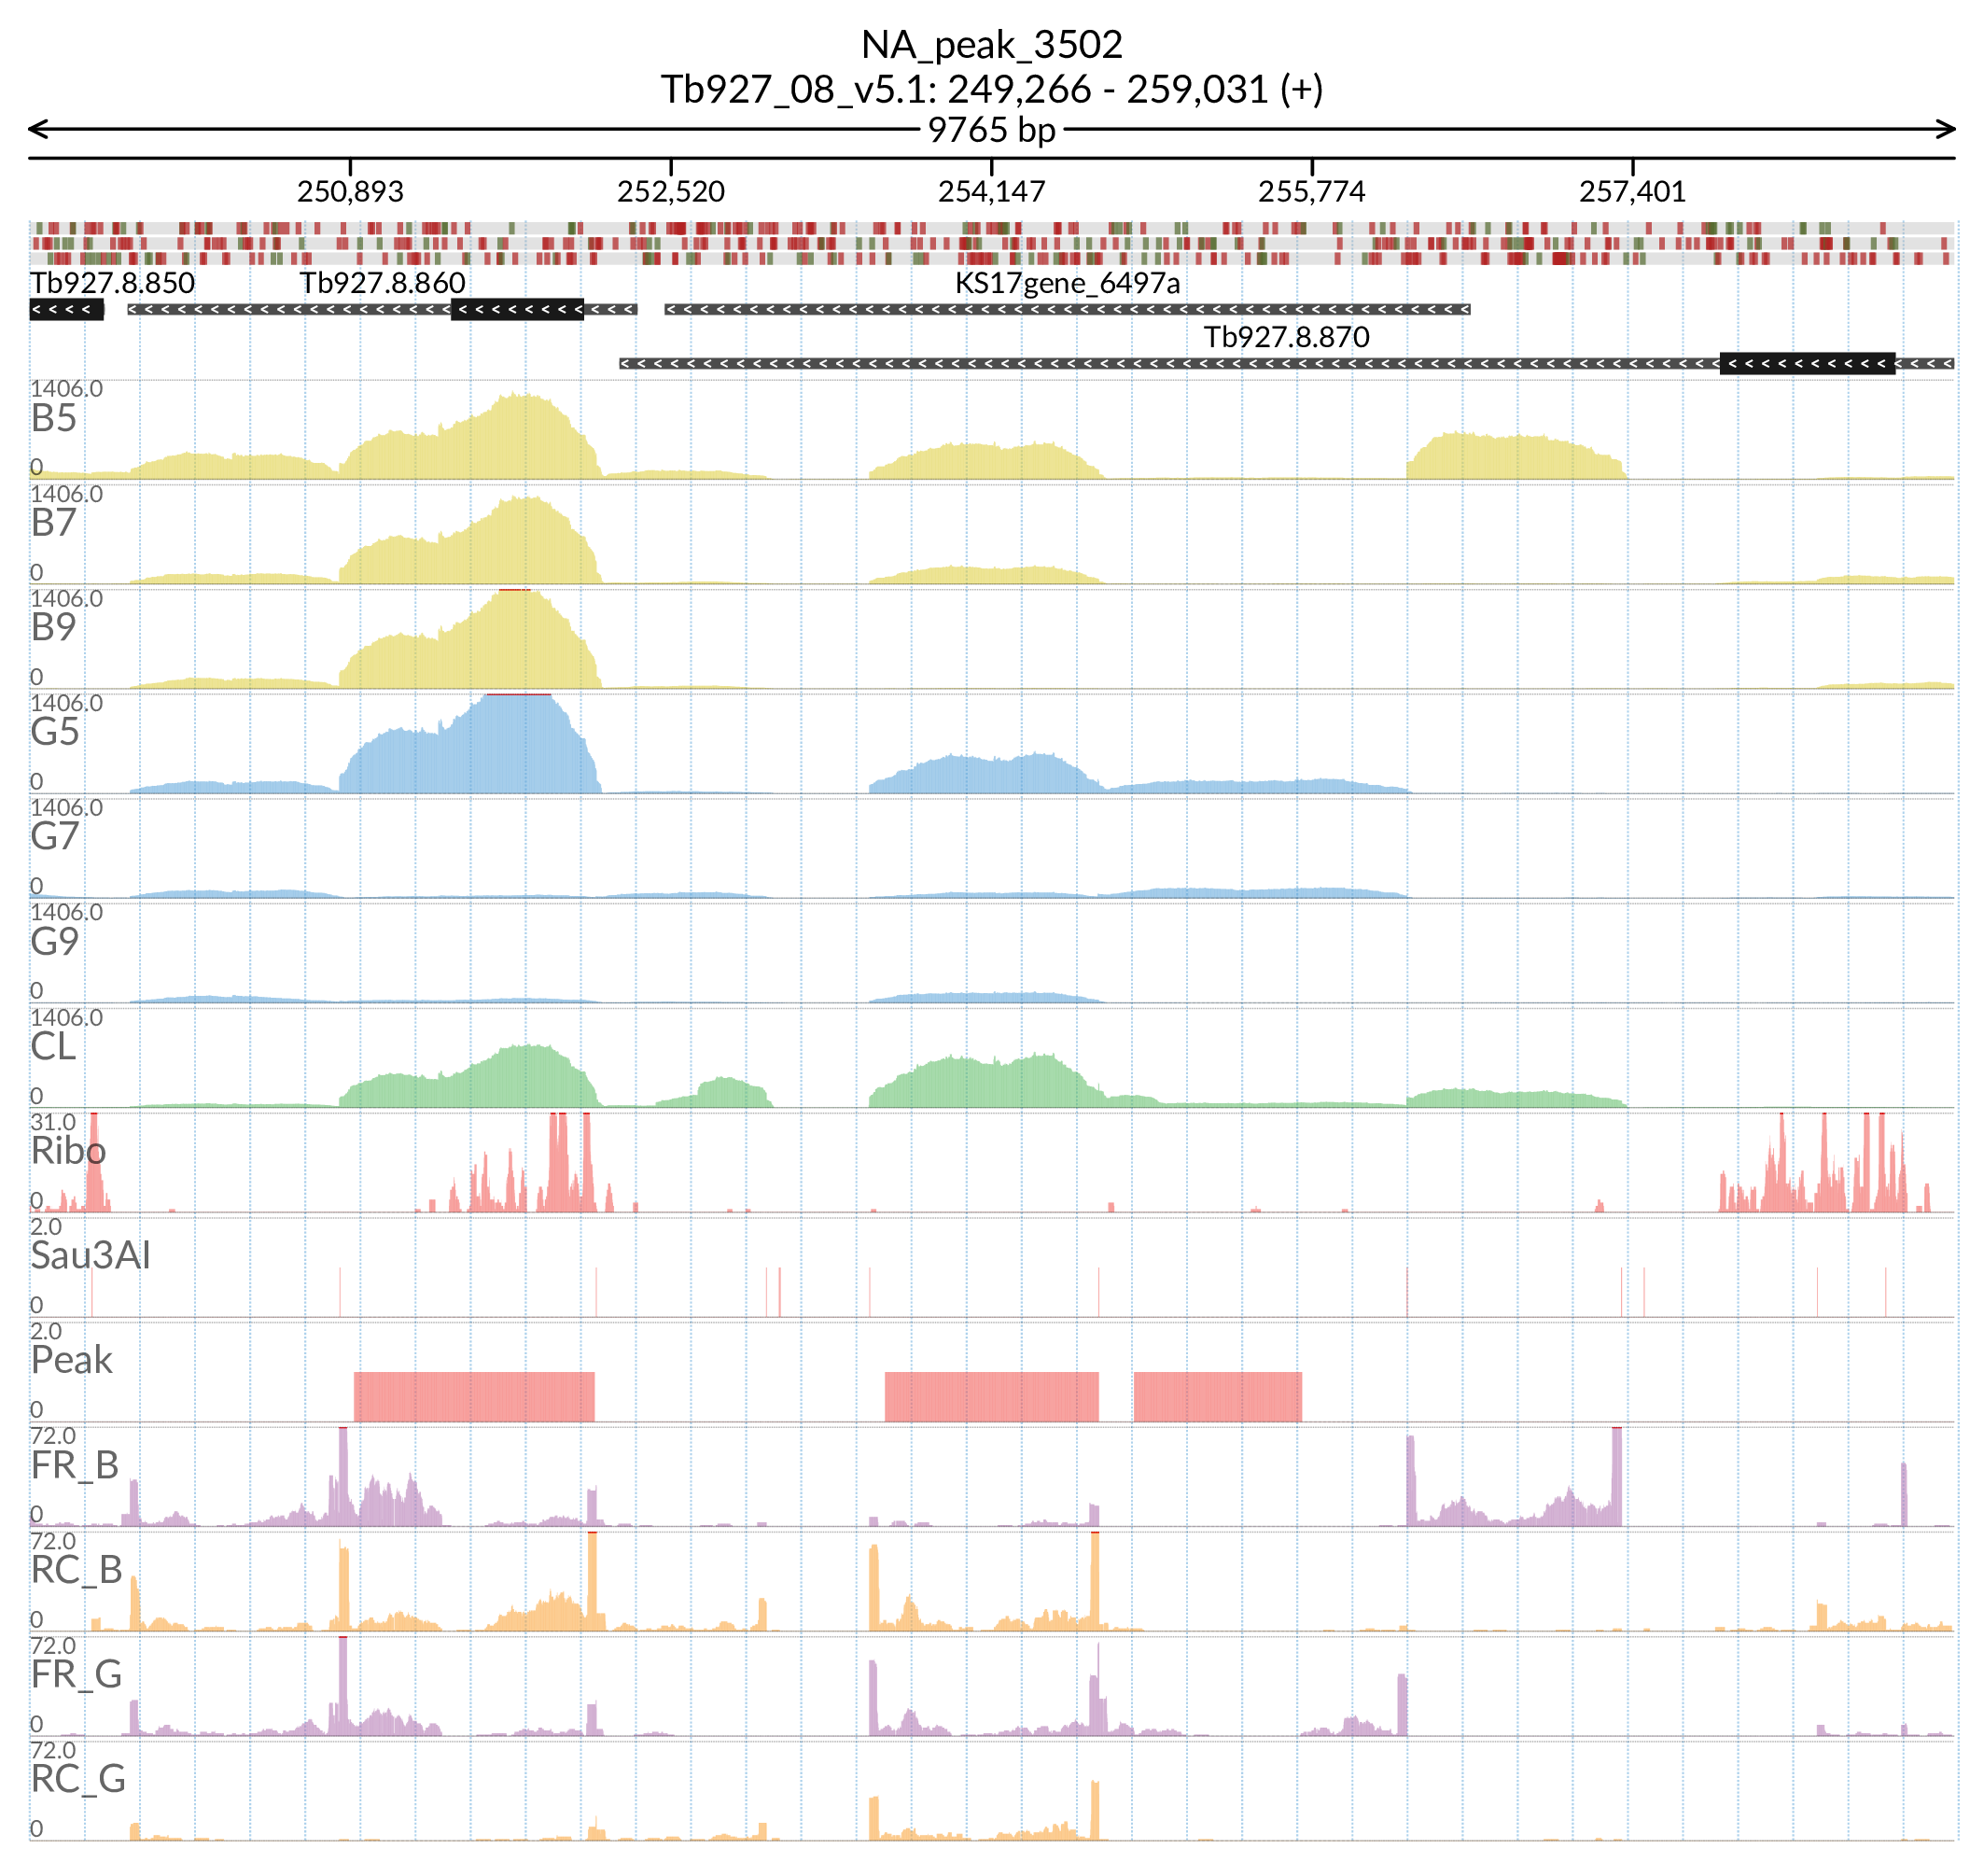 NA_peak_3502
Tb927_08_v5.1: 249,266 - 259,031 (+)
9765 bp
250,893 252,520 254,147 255,774 257,401
Tb927.8.850 Tb927.8.860 KS17gene_6497a
Tb927.8.870
1406.0
B5
0
1406.0
B7
0
1406.0
B9
0
1406.0
G5
0
1406.0
G7
0
1406.0
G9
0
1406.0
CL
0
31.0
Ribo
0
2.0
Sau3AI
0
2.0
Peak
0
72.0
FR_B
0
72.0
RC_B
0
72.0
FR_G
0
72.0
RC_G
0